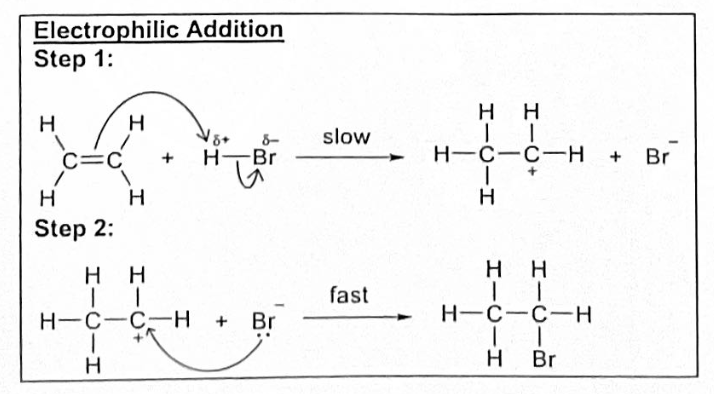 Electrophilic Addition
Step 1:
H H H H
C=C + H—Br slow H—C—C—H + Br⁻
δ+ δ−
H H H +
Step 2:
H H H H
H—C—C—H + Br⁻ fast H—C—C—H
+ ..
H H Br